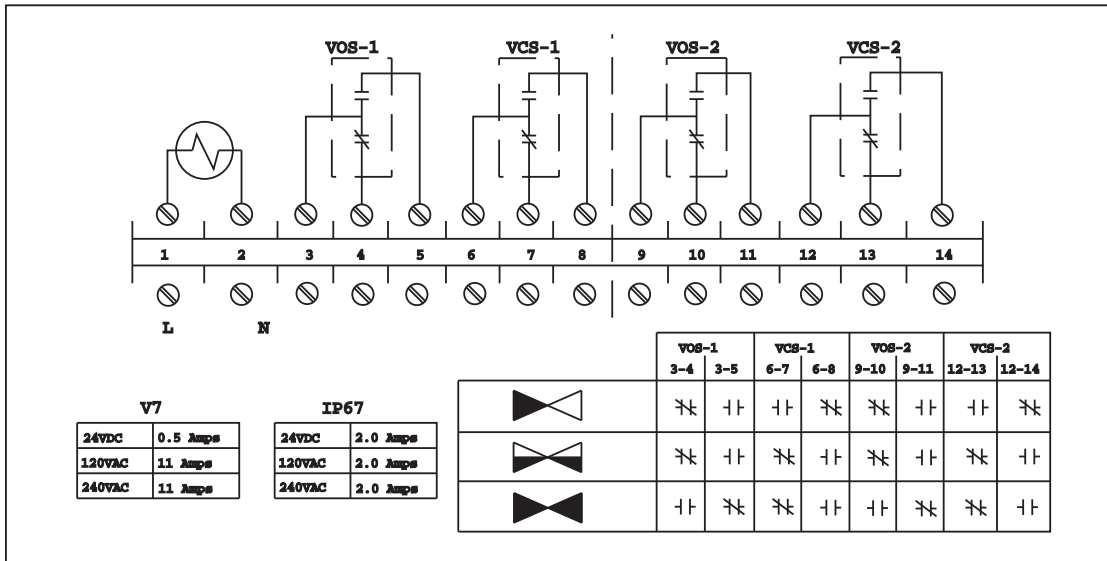 VOS-1 VCS-1 VOS-2 VCS-2
1 2 3 4 5 6 7 8 9 10 11 12 13 14
L N
VOS-1 VCS-1 VOS-2 VCS-2
3-4 3-5 6-7 6-8 9-10 9-11 12-13 12-14
V7
24VDC 0.5 Amps
120VAC 11 Amps
240VAC 11 Amps
IP67
24VDC 2.0 Amps
120VAC 2.0 Amps
240VAC 2.0 Amps